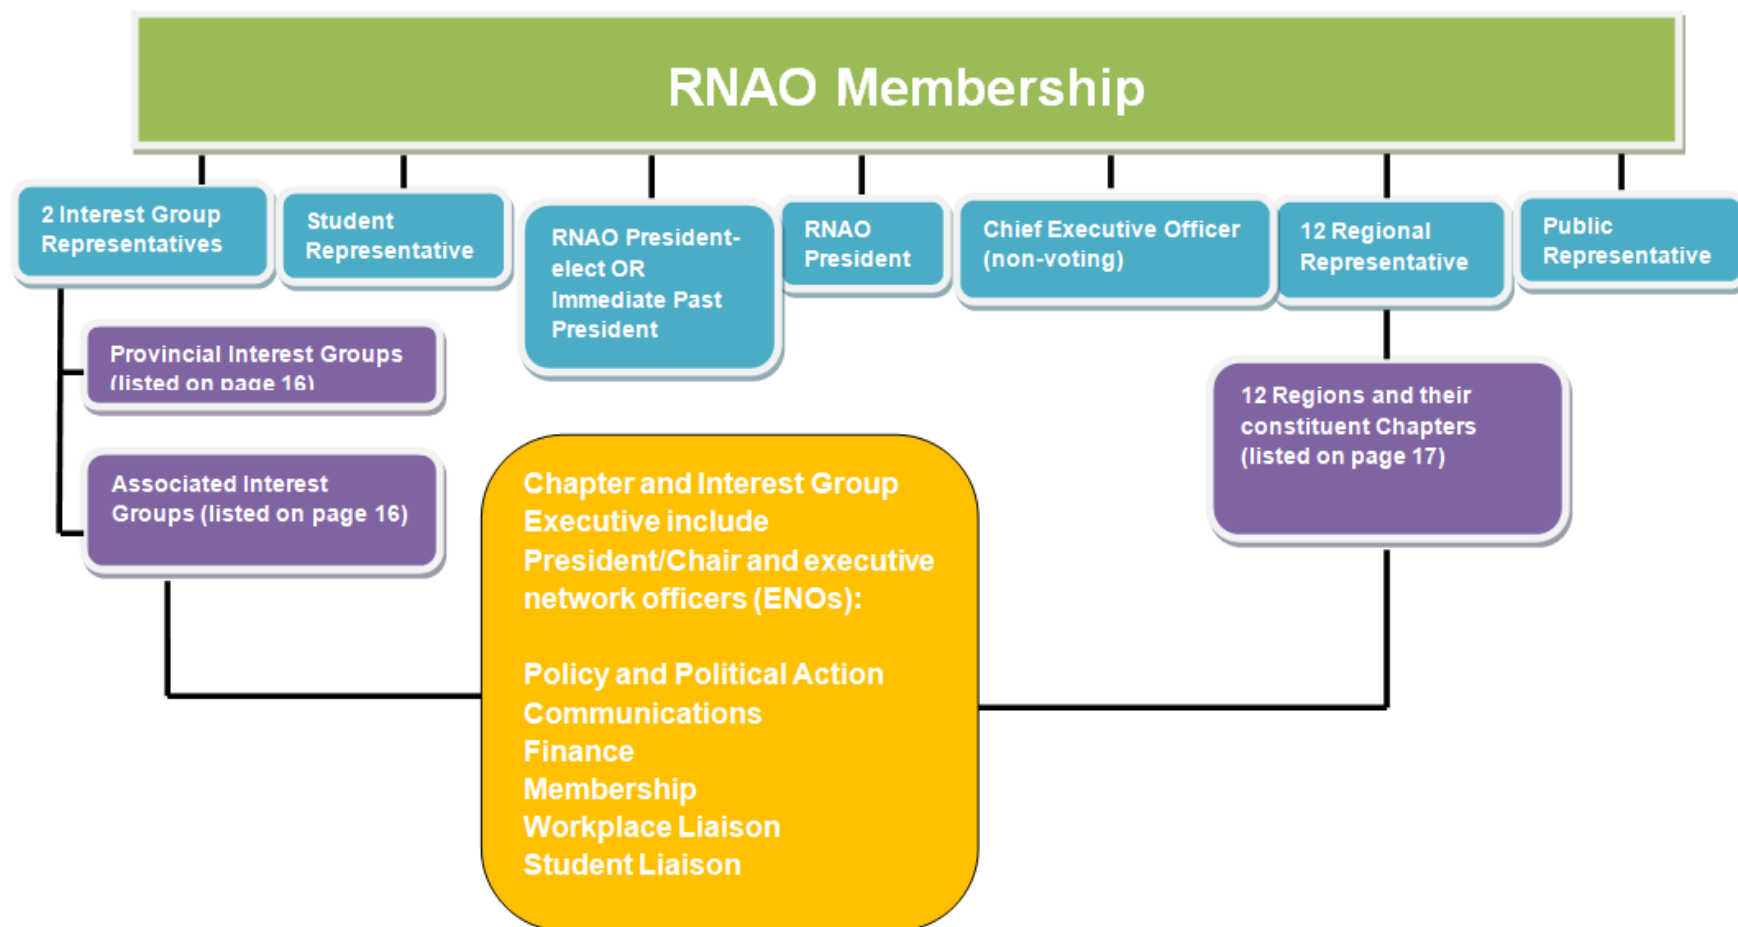 RNAO Membership
2 Interest Group
Representatives
Student
Representative
RNAO President-
elect OR
Immediate Past
President
RNAO
President
Chief Executive Officer
(non-voting)
12 Regional
Representative
Public
Representative
Provincial Interest Groups
(listed on page 16)
Associated Interest
Groups (listed on page 16)
12 Regions and their
constituent Chapters
(listed on page 17)
Chapter and Interest Group
Executive include
President/Chair and executive
network officers (ENOs):
Policy and Political Action
Communications
Finance
Membership
Workplace Liaison
Student Liaison